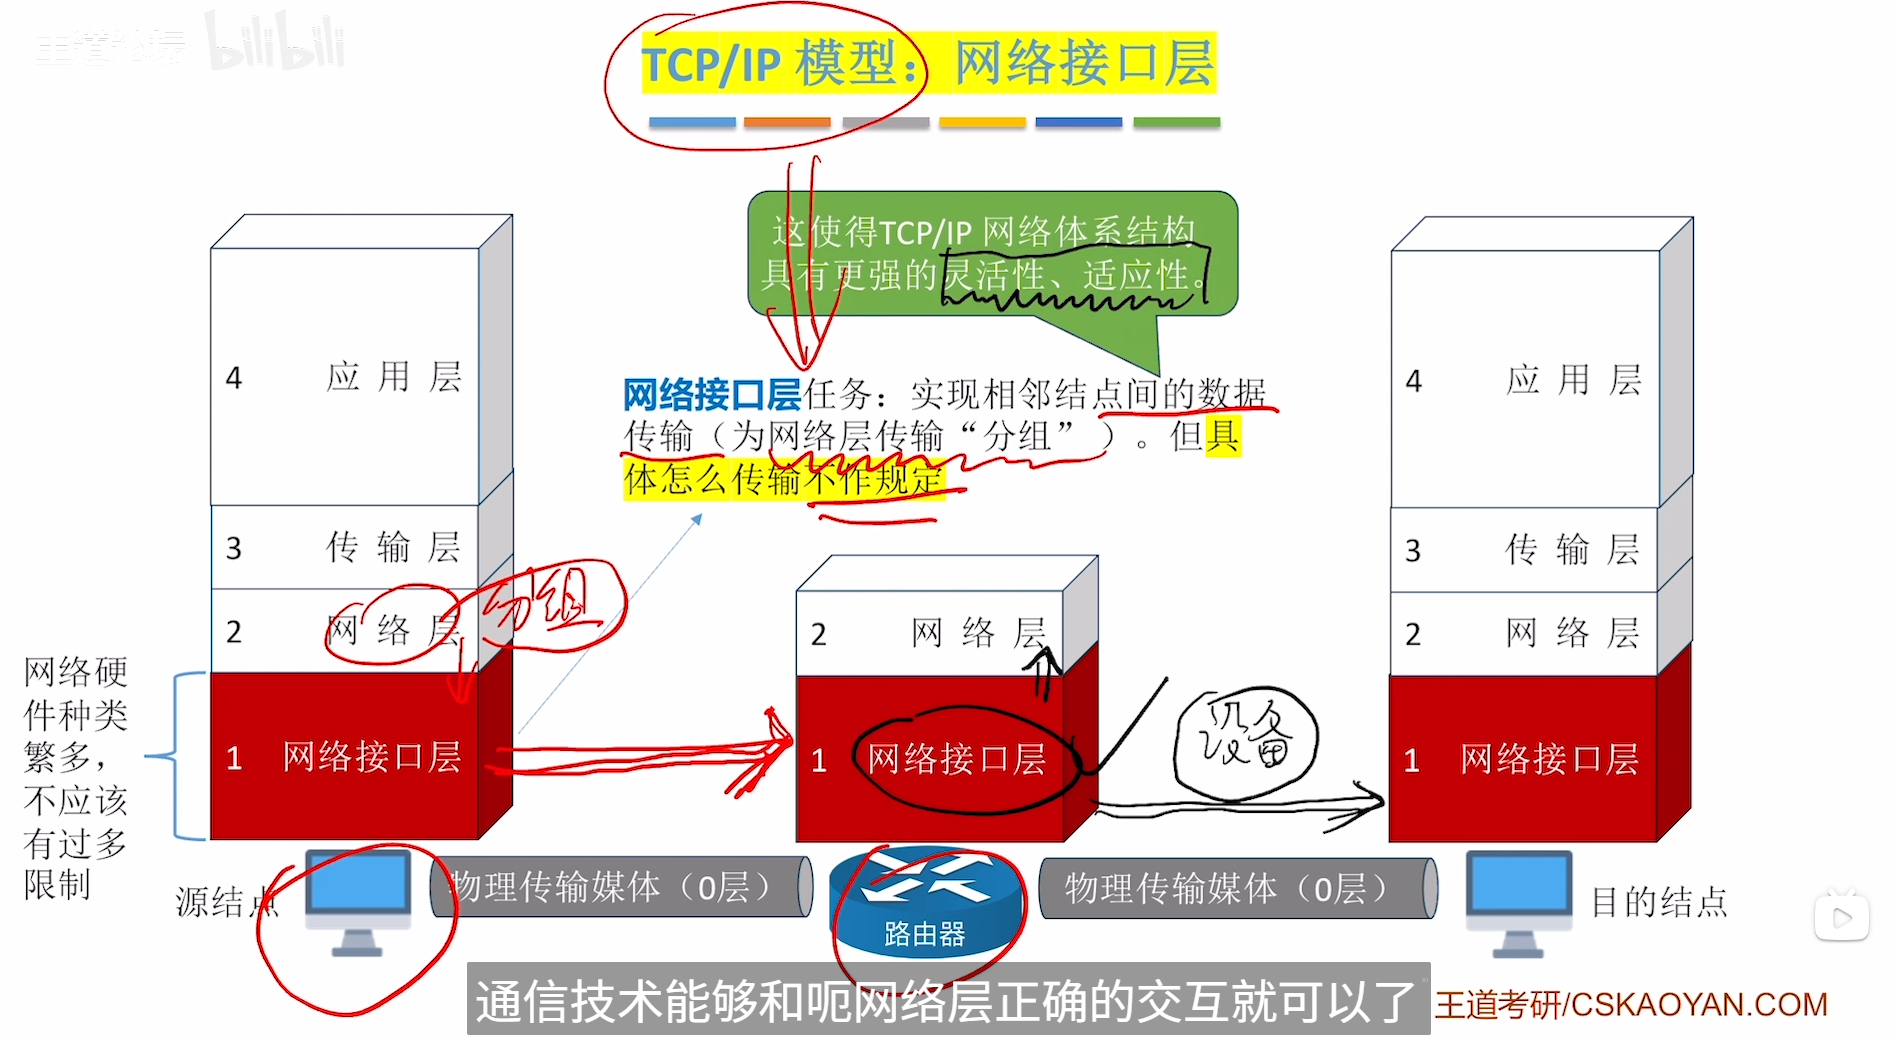 王道论坛 bilibili
TCP/IP 模型：网络接口层
这使得TCP/IP 网络体系结构
具有更强的灵活性、适应性。
网络接口层任务：实现相邻结点间的数据
传输（为网络层传输“分组”）。但具
体怎么传输不作规定
4 应用层
3 传输层
2 网络层
1 网络接口层
分组
网络硬
件种类
繁多，
不应该
有过多
限制
2 网络层
1 网络接口层
设备
4 应用层
3 传输层
2 网络层
1 网络接口层
源结点
物理传输媒体（0层）
路由器
物理传输媒体（0层）
目的结点
通信技术能够和呃网络层正确的交互就可以了
王道考研/CSKAOYAN.COM